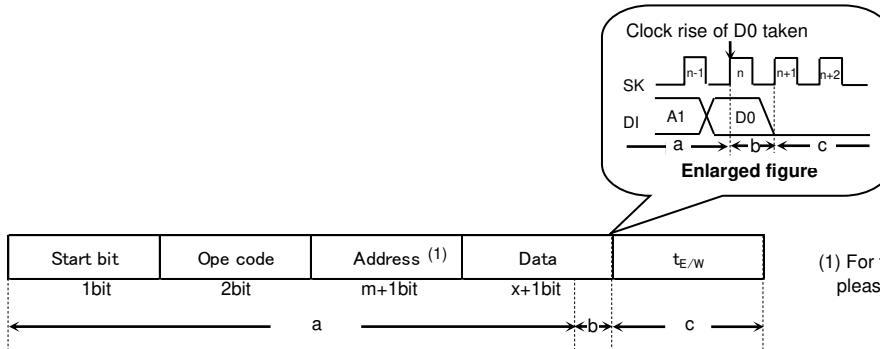 Clock rise of D0 taken
SK n-1 n n+1 n+2
DI A1 D0
a b c
Enlarged figure
Start bit Ope code Address (1) Data tE/W
1bit 2bit m+1bit x+1bit
a b c
(1) For
pleas